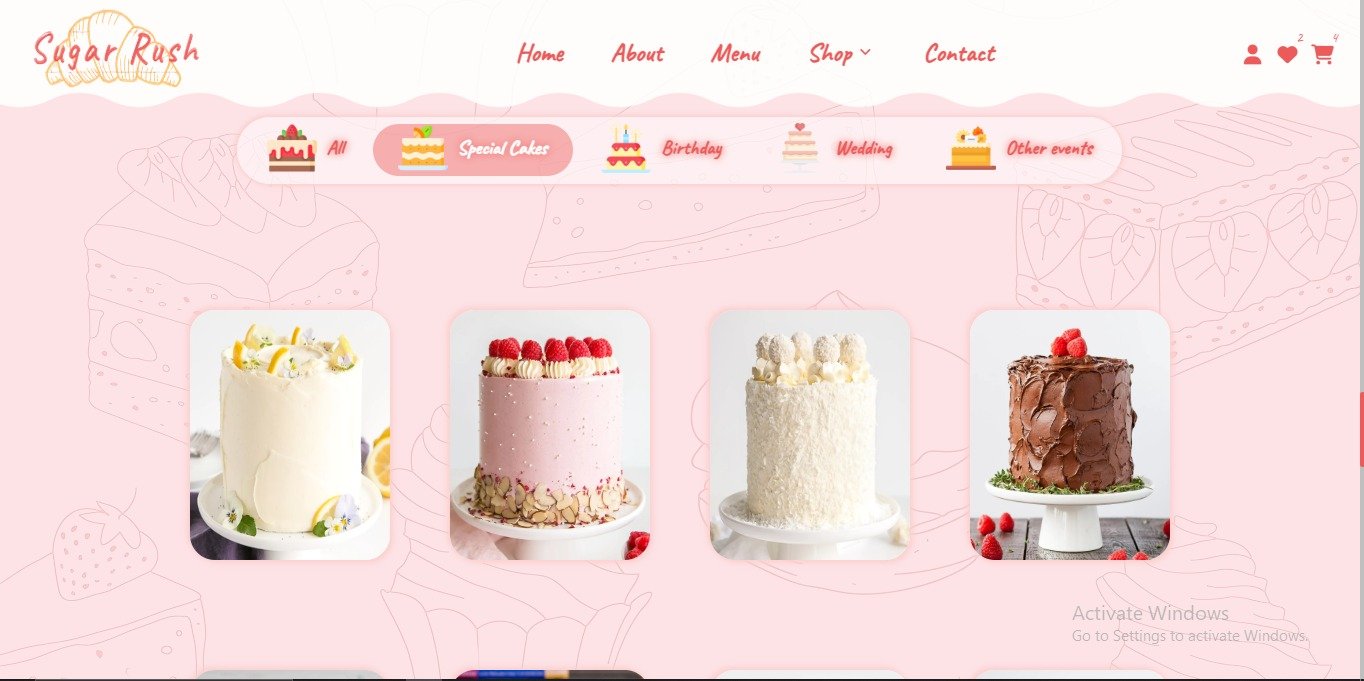 Sugar Rush
Home
About
Menu
Shop
Contact
2
4
All
Special Cakes
Birthday
Wedding
Other events
Activate Windows
Go to Settings to activate Windows.